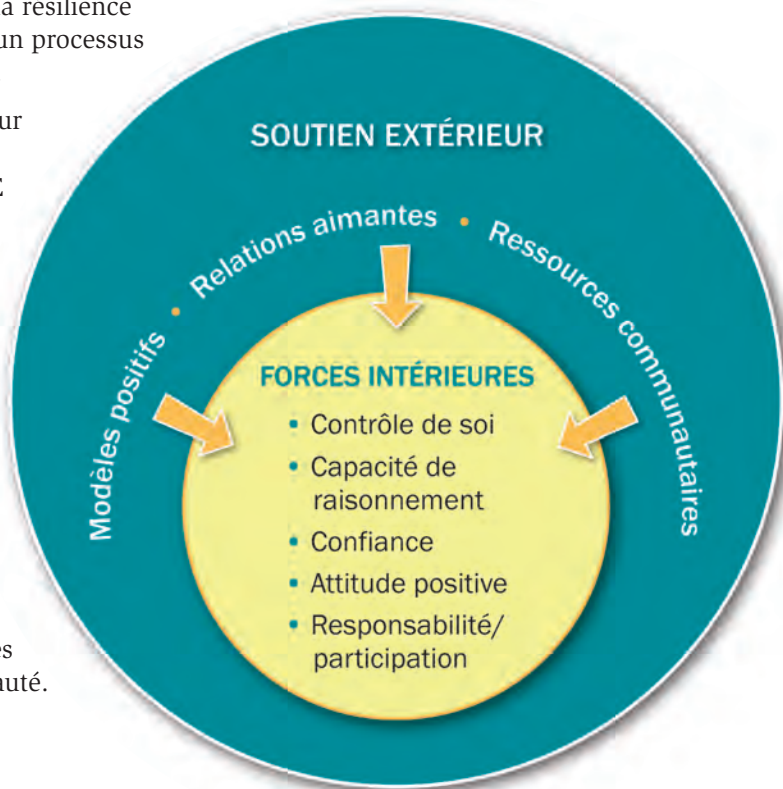 la résilience
un processus
ur
E
es
auté.
SOUTIEN EXTÉRIEUR
Modèles positifs • Relations aimantes • Ressources communautaires
FORCES INTÉRIEURES
• Contrôle de soi
• Capacité de
raisonnement
• Confiance
• Attitude positive
• Responsabilité/
participation